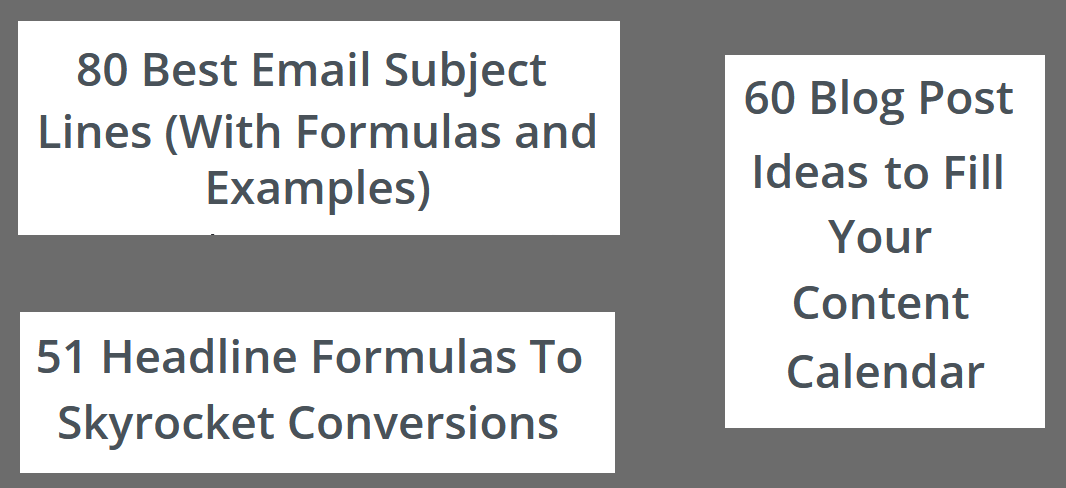 80 Best Email Subject
Lines (With Formulas and
Examples)
51 Headline Formulas To
Skyrocket Conversions
60 Blog Post
Ideas to Fill
Your
Content
Calendar